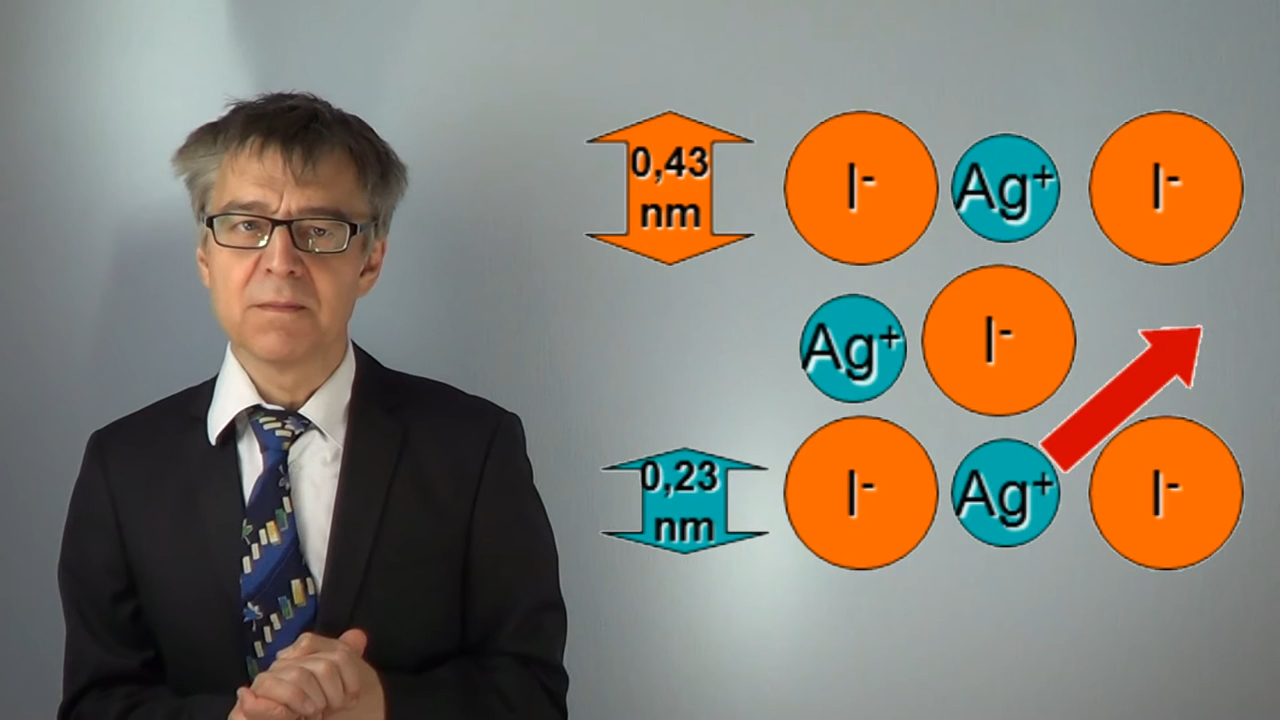 0,43
nm
I- Ag+ I-
Ag+ I-
0,23
nm
I- Ag+ I-